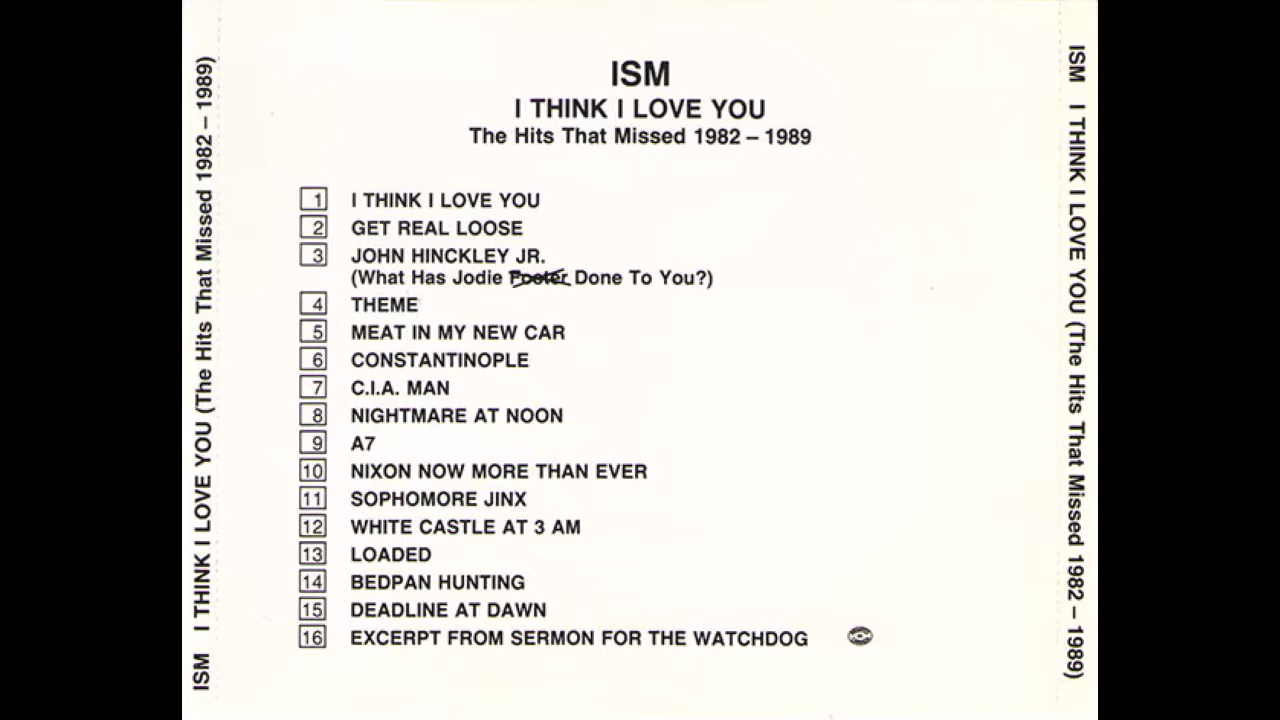 ISM I THINK I LOVE YOU (The Hits That Missed 1982 – 1989)
ISM
I THINK I LOVE YOU
The Hits That Missed 1982 – 1989
1 I THINK I LOVE YOU
2 GET REAL LOOSE
3 JOHN HINCKLEY JR.
(What Has Jodie Foster Done To You?)
4 THEME
5 MEAT IN MY NEW CAR
6 CONSTANTINOPLE
7 C.I.A. MAN
8 NIGHTMARE AT NOON
9 A7
10 NIXON NOW MORE THAN EVER
11 SOPHOMORE JINX
12 WHITE CASTLE AT 3 AM
13 LOADED
14 BEDPAN HUNTING
15 DEADLINE AT DAWN
16 EXCERPT FROM SERMON FOR THE WATCHDOG
ISM I THINK I LOVE YOU (The Hits That Missed 1982 – 1989)